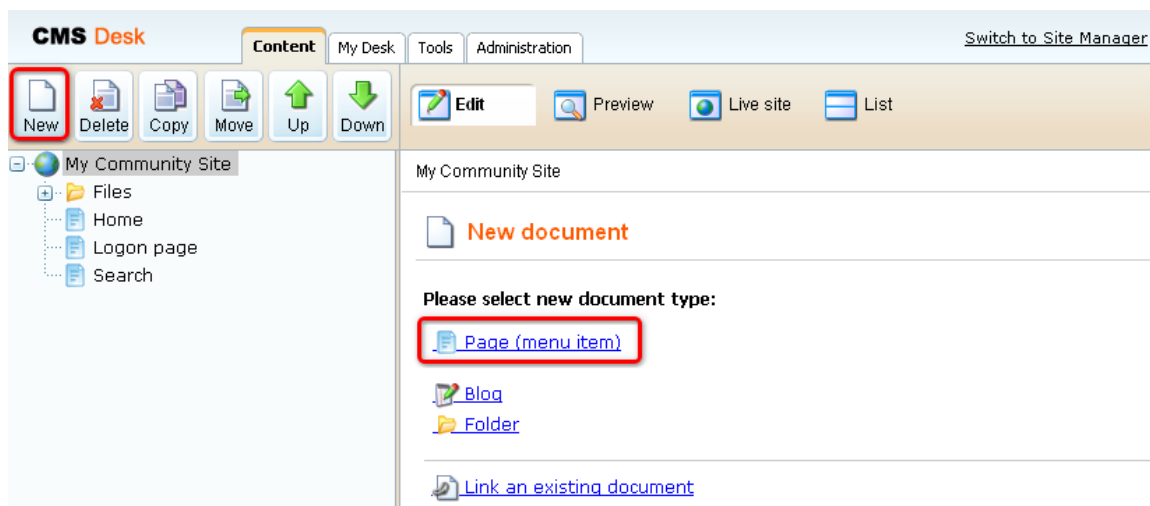 CMS Desk
Content My Desk Tools Administration
Switch to Site Manager
New Delete Copy Move Up Down
Edit Preview Live site List
My Community Site
Files
Home
Logon page
Search
My Community Site
New document
Please select new document type:
Page (menu item)
Blog
Folder
Link an existing document